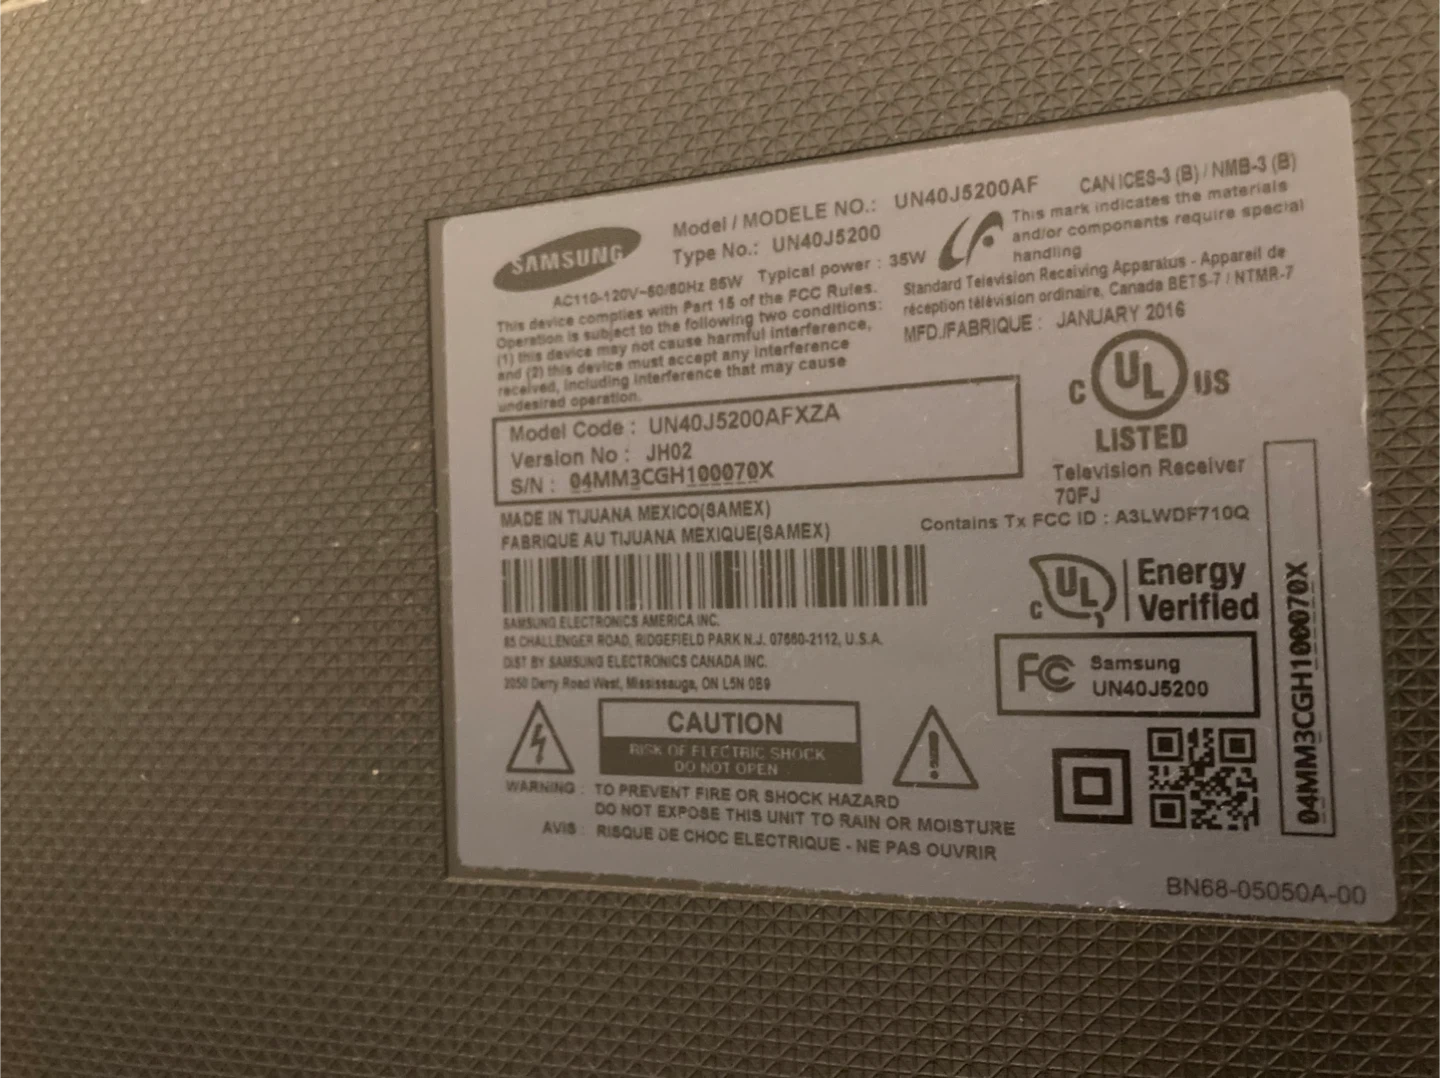 SAMSUNG
Model / MODELE NO.: UN40J5200AF
Type No.: UN40J5200
AC110-120V~50/60Hz 85W Typical power : 35W
This device complies with Part 15 of the FCC Rules.
Operation is subject to the following two conditions:
(1) this device may not cause harmful interference,
and (2) this device must accept any interference
received, including interference that may cause
undesired operation.
CAN ICES-3 (B) / NMB-3 (B)
This mark indicates the materials
and/or components require special
handling
Standard Television Receiving Apparatus - Appareil de
réception télévision ordinaire, Canada BETS-7 / NTMR-7
MFD./FABRIQUE : JANUARY 2016
Model Code : UN40J5200AFXZA
Version No : JH02
S/N : 04MM3CGH100070X
C UL US
LISTED
Television Receiver
70FJ
Contains Tx FCC ID : A3LWDF710Q
MADE IN TIJUANA MEXICO(SAMEX)
FABRIQUE AU TIJUANA MEXIQUE(SAMEX)
SAMSUNG ELECTRONICS AMERICA INC.
85 CHALLENGER ROAD, RIDGEFIELD PARK N.J. 07660-2112, U.S.A.
DIST BY SAMSUNG ELECTRONICS CANADA INC.
2050 Derry Road West, Mississauga, ON L5N 0B9
C UL Energy
Verified
FC Samsung
UN40J5200
04MM3CGH100070X
CAUTION
RISK OF ELECTRIC SHOCK
DO NOT OPEN
WARNING : TO PREVENT FIRE OR SHOCK HAZARD
DO NOT EXPOSE THIS UNIT TO RAIN OR MOISTURE
AVIS : RISQUE DE CHOC ELECTRIQUE - NE PAS OUVRIR
BN68-05050A-00